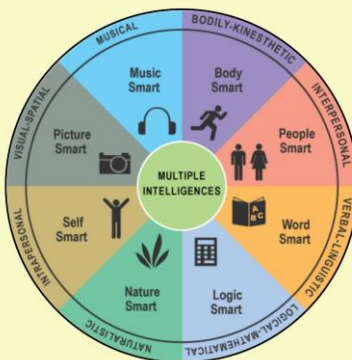 MUSICAL
BODILY-KINESTHETIC
INTERPERSONAL
VERBAL-LINGUISTIC
LOGICAL-MATHEMATICAL
NATURALISTIC
INTRAPERSONAL
VISUAL-SPATIAL
Music
Smart
Body
Smart
People
Smart
Word
Smart
A B
C
Logic
Smart
Nature
Smart
Self
Smart
Picture
Smart
MULTIPLE
INTELLIGENCES